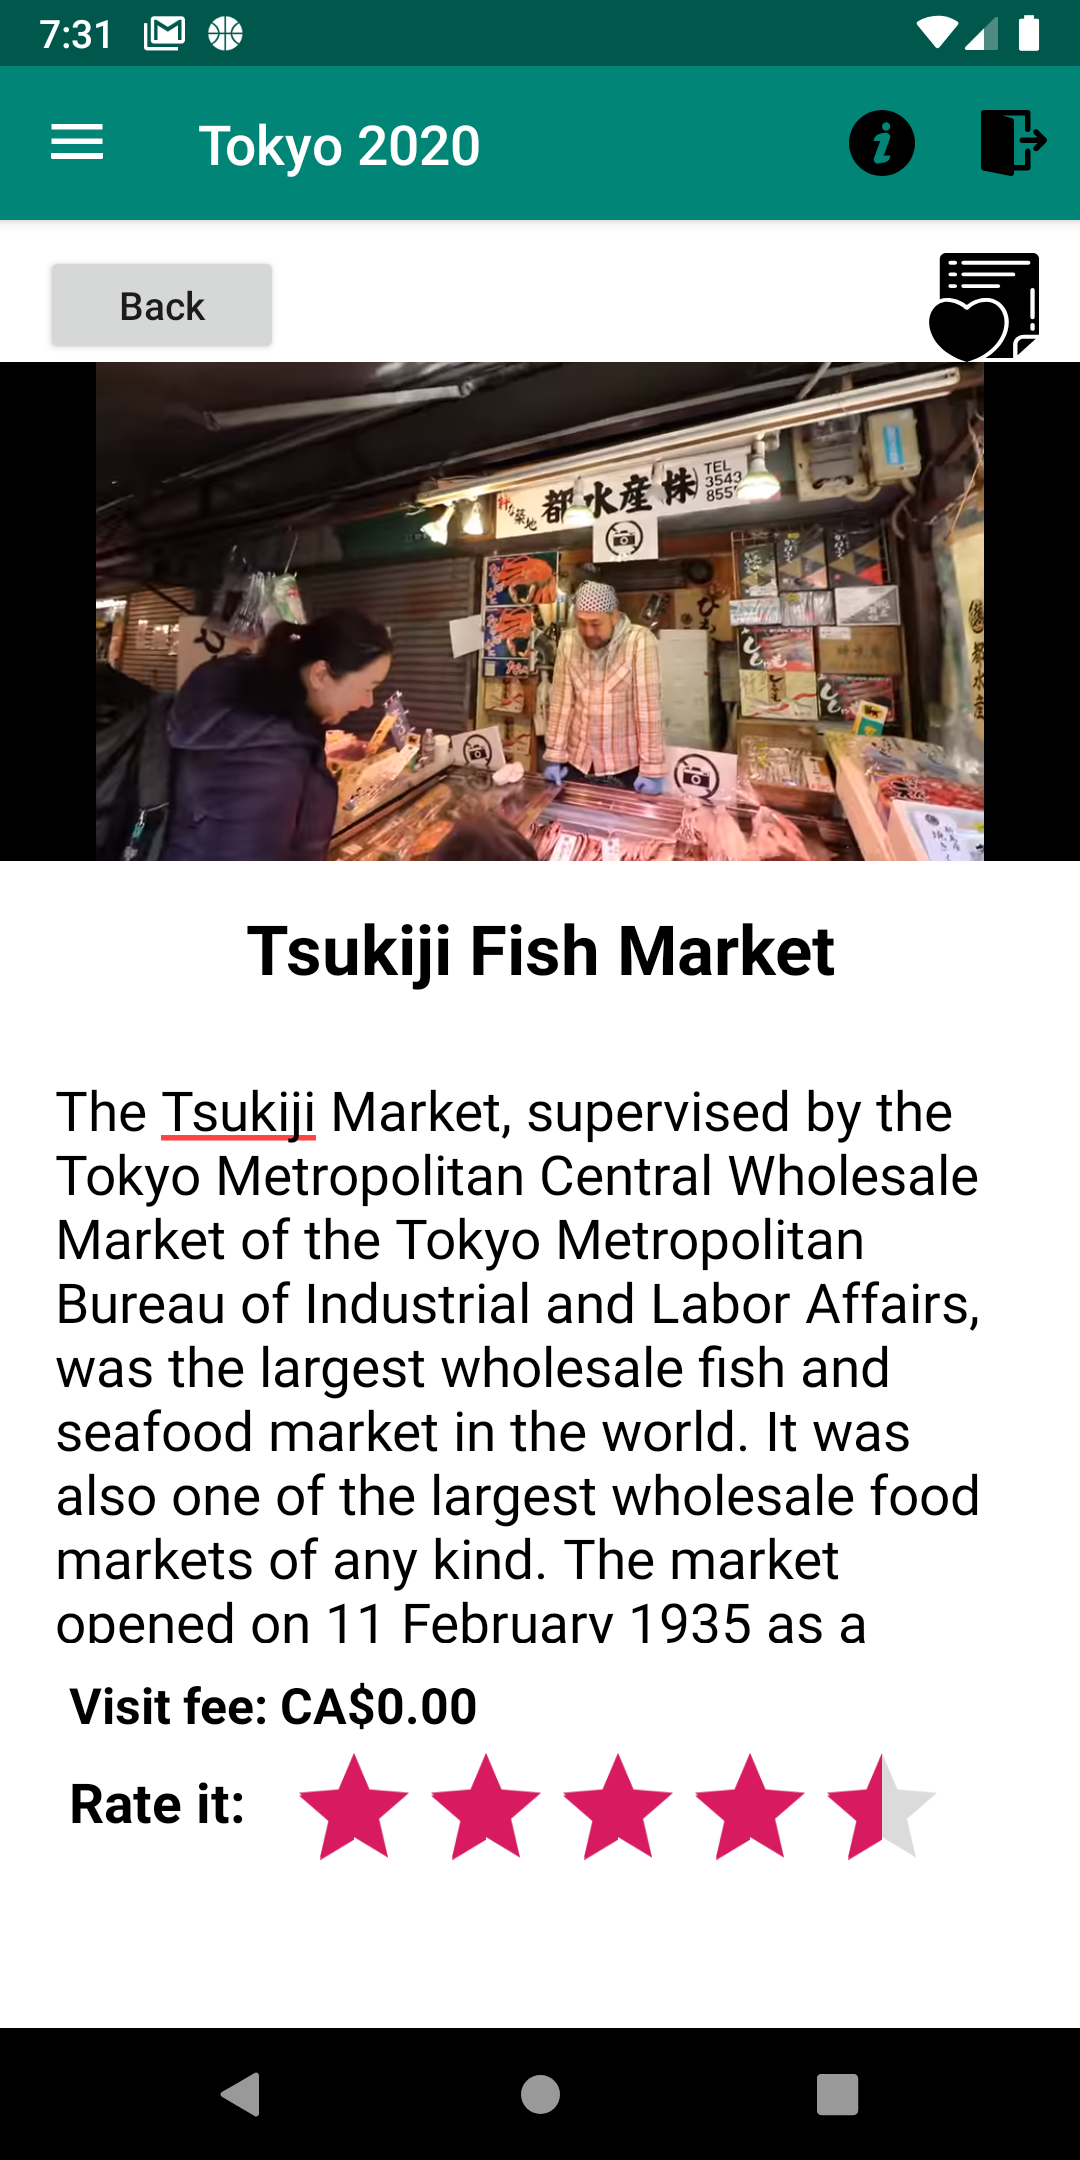 7:31
Tokyo 2020
Back
都水産㈱
TEL
3543
築地
Tsukiji Fish Market
The Tsukiji Market, supervised by the
Tokyo Metropolitan Central Wholesale
Market of the Tokyo Metropolitan
Bureau of Industrial and Labor Affairs,
was the largest wholesale fish and
seafood market in the world. It was
also one of the largest wholesale food
markets of any kind. The market
opened on 11 February 1935 as a
Visit fee: CA$0.00
Rate it: